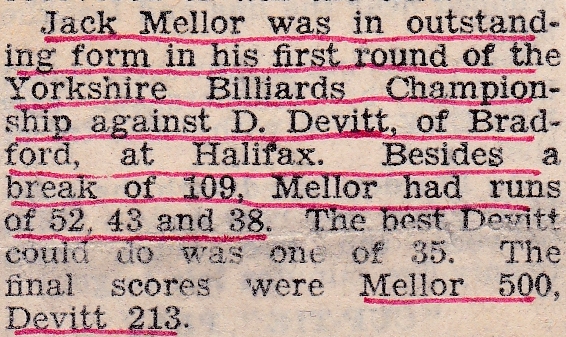 Jack Mellor was in outstand-
ing form in his first round of the
Yorkshire Billiards Champion-
ship against D. Devitt, of Brad-
ford, at Halifax. Besides a
break of 109, Mellor had runs
of 52, 43 and 38. The best Devitt
could do was one of 35. The
final scores were Mellor 500,
Devitt 213.